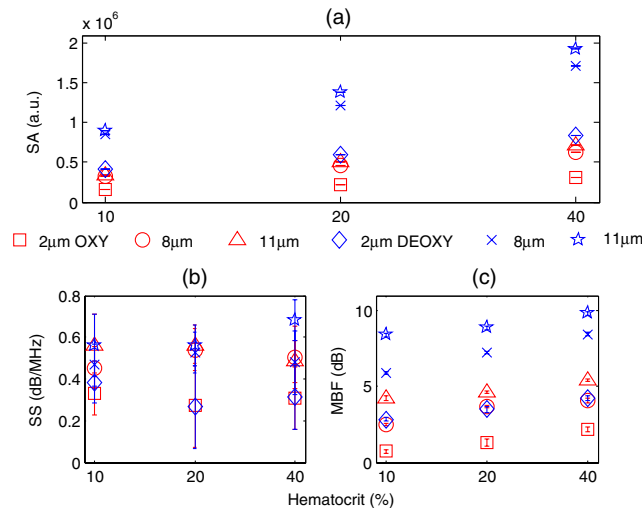 (a)
x 10⁶
2
1.5
1
0.5
0
SA (a.u.)
10 20 40
2μm OXY 8μm 11μm 2μm DEOXY 8μm 11μm
(b) (c)
0.8
0.6
0.4
0.2
0
SS (dB/MHz)
10 20 40
10
5
0
MBF (dB)
10 20 40
Hematocrit (%)